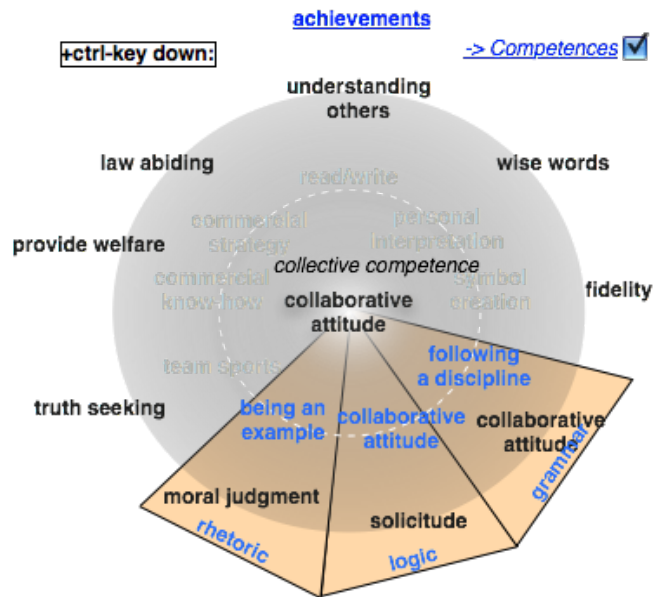 achievements
+ctrl-key down:
-> Competences
understanding
others
law abiding
wise words
read/write
commercial
strategy
personal
interpretation
provide welfare
collective competence
commercial
know-how
symbol
creation
fidelity
collaborative
attitude
team sports
following
a discipline
truth seeking
being an
example
collaborative
attitude
collaborative
attitude
grammar
moral judgment
solicitude
rhetoric
logic